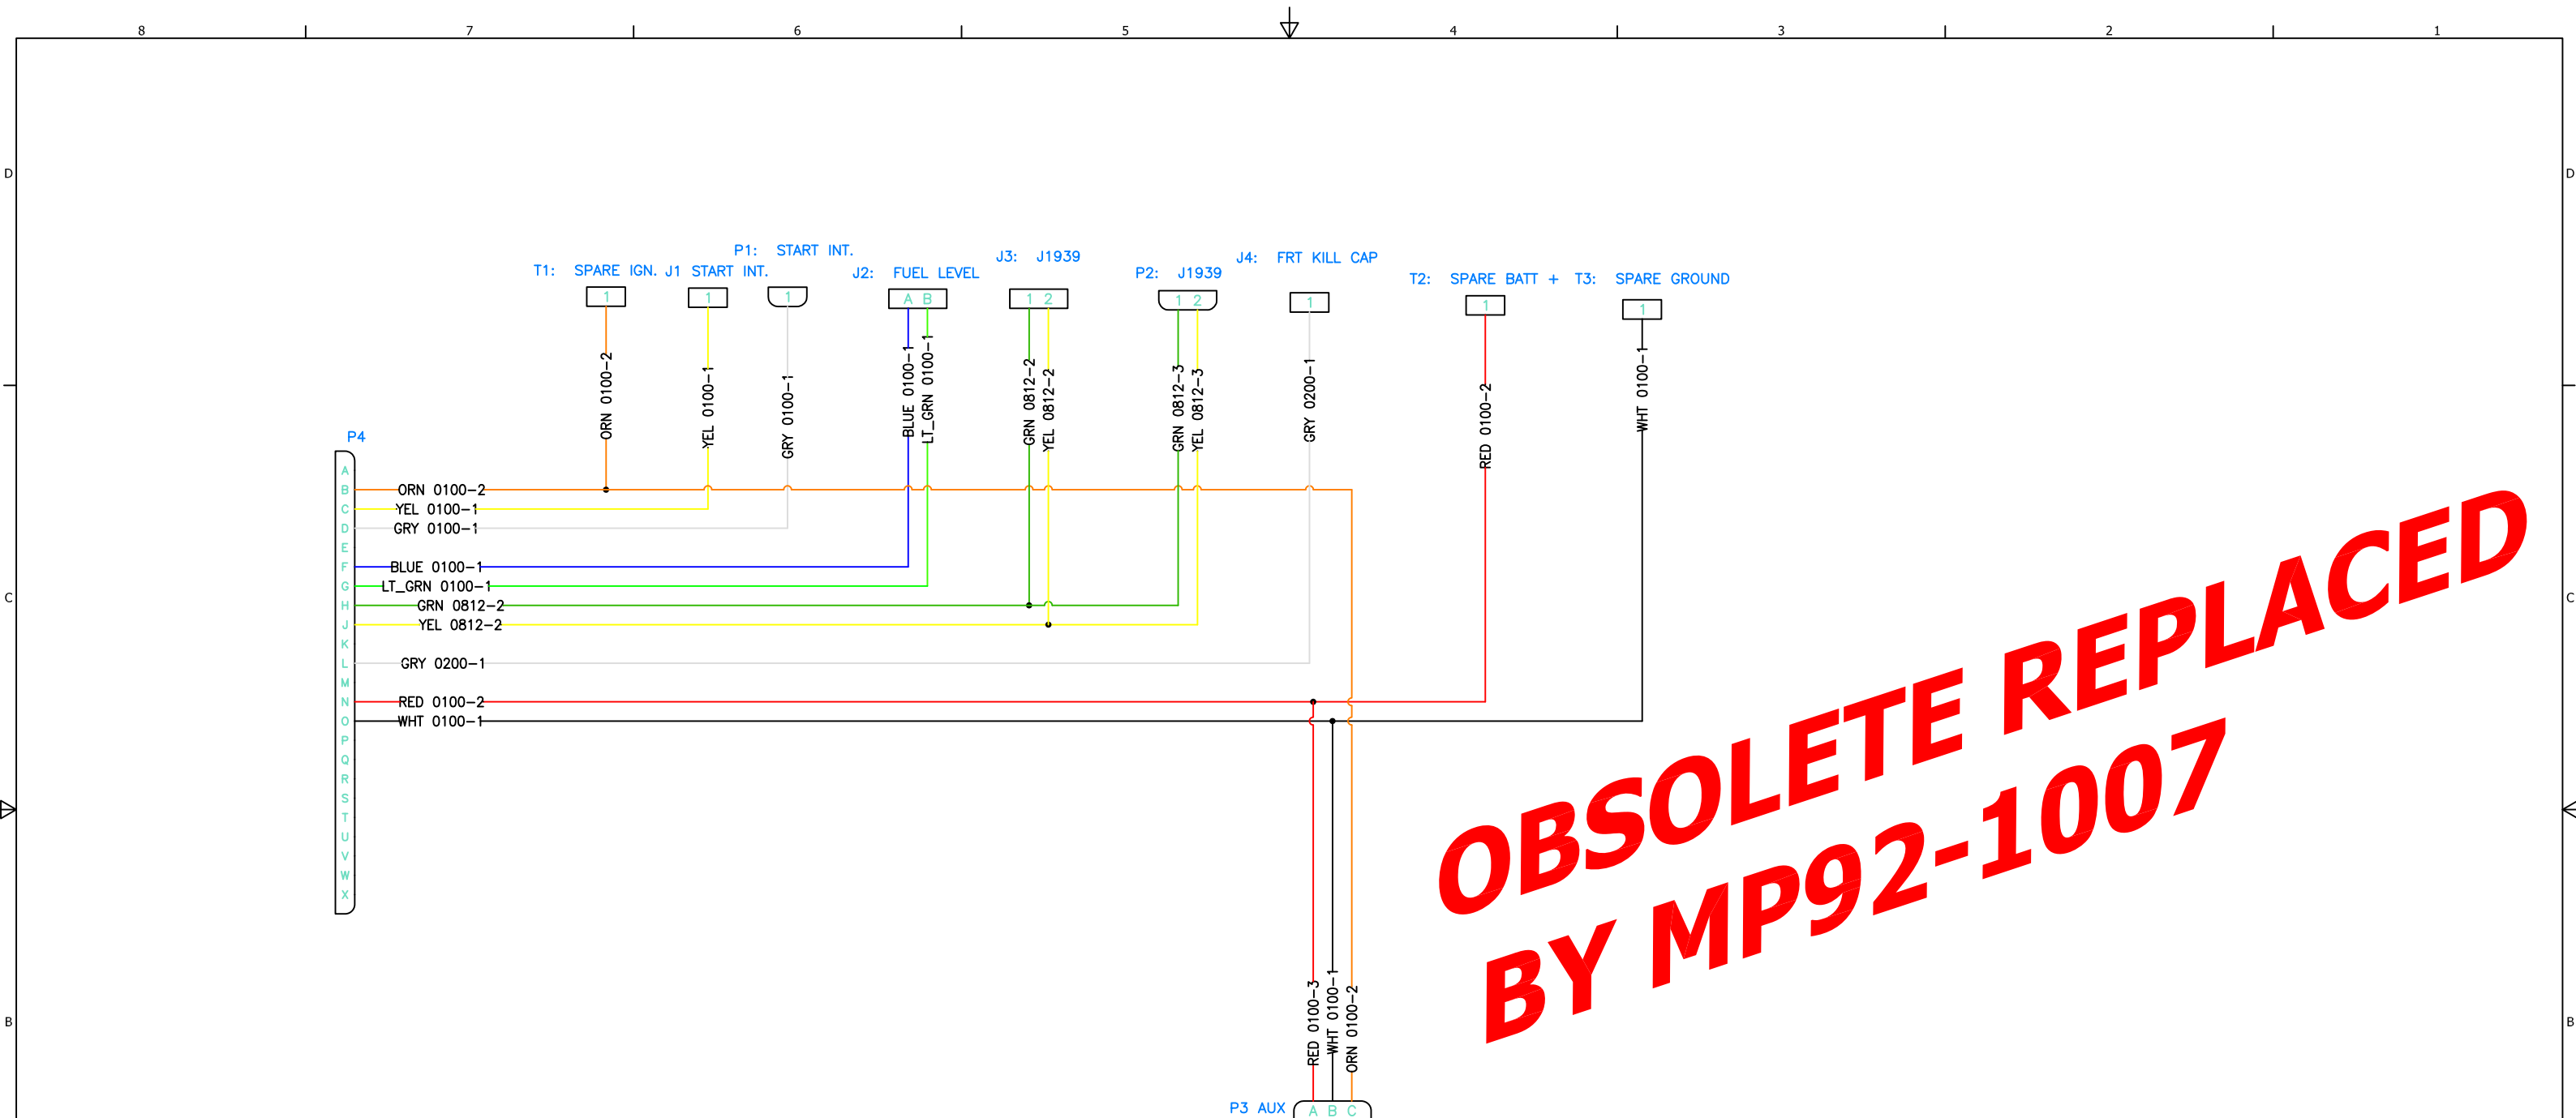 8 7 6 5 4 3 2 1
D D
P1: START INT.
J3: J1939
J4: FRT KILL CAP
T1: SPARE IGN. J1 START INT.
J2: FUEL LEVEL
P2: J1939
T2: SPARE BATT + T3: SPARE GROUND
1 1 1 A B 1 2 1 2 1 1 1
ORN 0100-2
YEL 0100-1
GRY 0100-1
BLUE 0100-1
LT_GRN 0100-1
GRN 0812-2
YEL 0812-2
GRN 0812-3
YEL 0812-3
GRY 0200-1
RED 0100-2
WHT 0100-1
P4
A
B ORN 0100-2
C YEL 0100-1
D GRY 0100-1
E
F BLUE 0100-1
G LT_GRN 0100-1
H GRN 0812-2
J YEL 0812-2
K
L GRY 0200-1
M
N RED 0100-2
O WHT 0100-1
P
Q
R
S
T
U
V
W
X
C C
OBSOLETE REPLACED
BY MP92-1007
RED 0100-3
WHT 0100-1
ORN 0100-2
B B
P3 AUX A B C